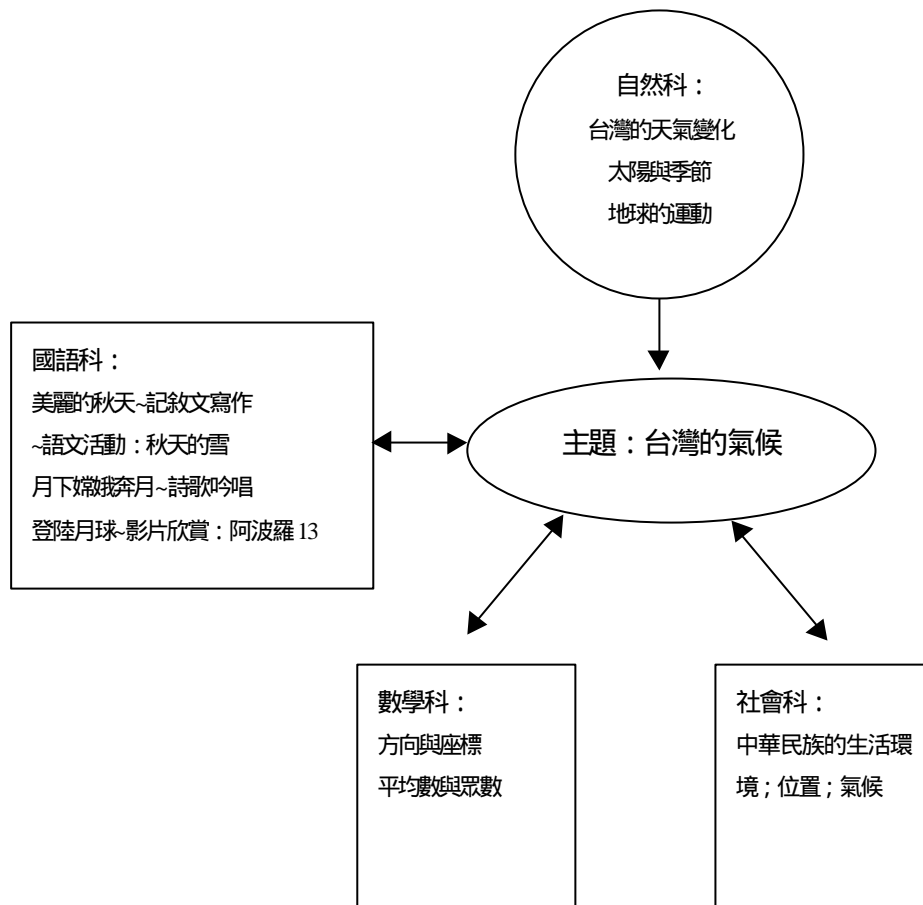 自然科：
台灣的天氣變化
太陽與季節
地球的運動
國語科：
美麗的秋天~記敘文寫作
~語文活動：秋天的雪
月下嫦娥奔月~詩歌吟唱
登陸月球~影片欣賞：阿波羅13
主題：台灣的氣候
數學科：
方向與座標
平均數與眾數
社會科：
中華民族的生活環
境；位置；氣候